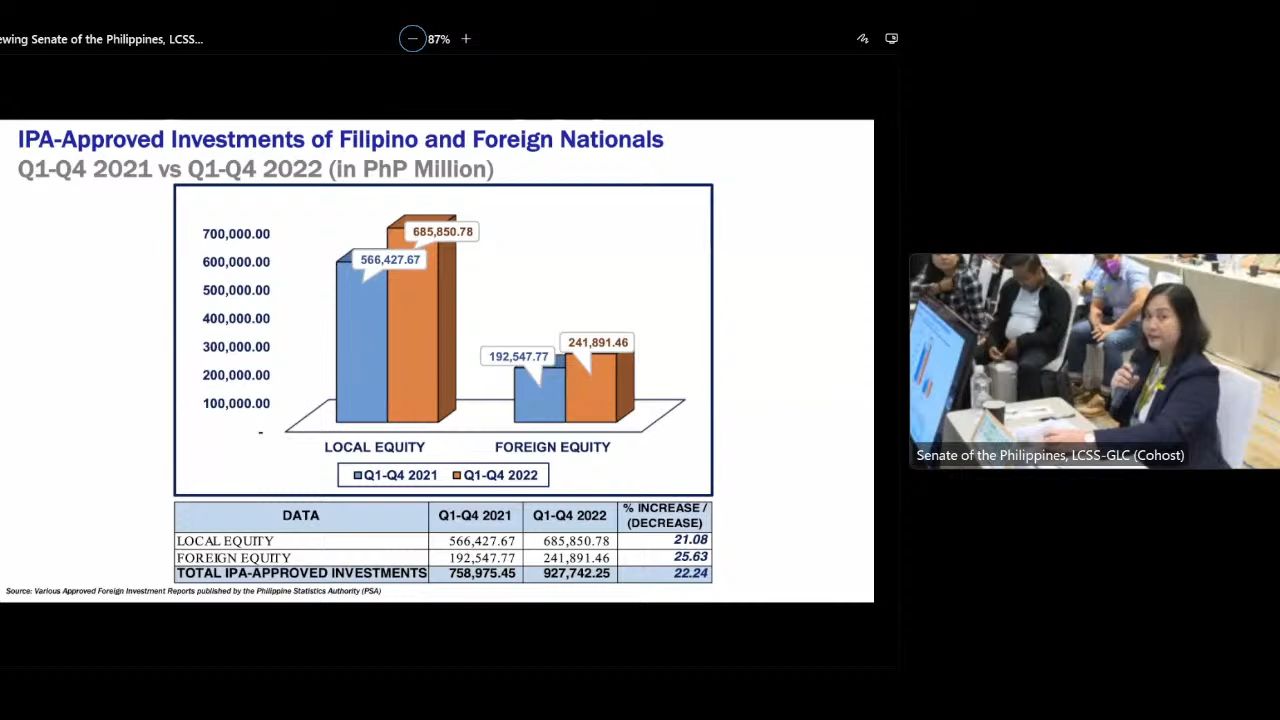 ewing Senate of the Philippines, LCSS...
87%
IPA-Approved Investments of Filipino and Foreign Nationals
Q1-Q4 2021 vs Q1-Q4 2022 (in PhP Million)
700,000.00
600,000.00
500,000.00
400,000.00
300,000.00
200,000.00
100,000.00
-
685,850.78
566,427.67
241,891.46
192,547.77
LOCAL EQUITY FOREIGN EQUITY
Q1-Q4 2021 Q1-Q4 2022
DATA Q1-Q4 2021 Q1-Q4 2022 % INCREASE / (DECREASE)
LOCAL EQUITY 566,427.67 685,850.78 21.08
FOREIGN EQUITY 192,547.77 241,891.46 25.63
TOTAL IPA-APPROVED INVESTMENTS 758,975.45 927,742.25 22.24
Source: Various Approved Foreign Investment Reports published by the Philippine Statistics Authority (PSA)
Senate of the Philippines, LCSS-GLC (Cohost)